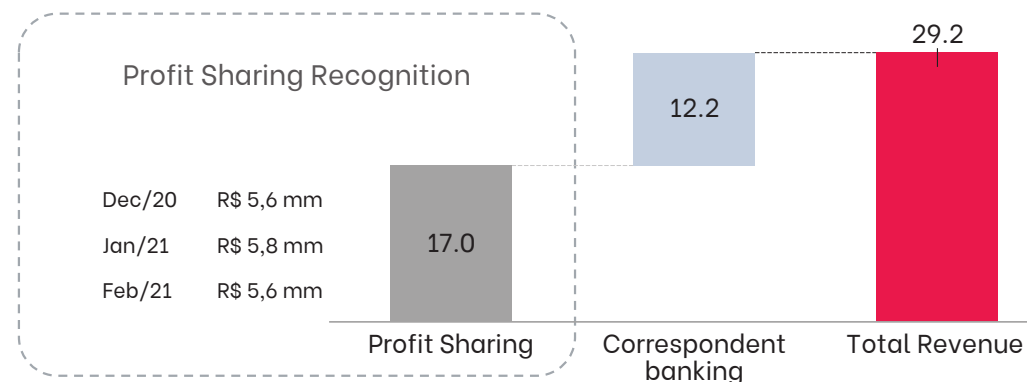 29.2
Profit Sharing Recognition
12.2
Dec/20 R$ 5,6 mm
Jan/21 R$ 5,8 mm
17.0
Feb/21 R$ 5,6 mm
Profit Sharing
Correspondent
banking
Total Revenue